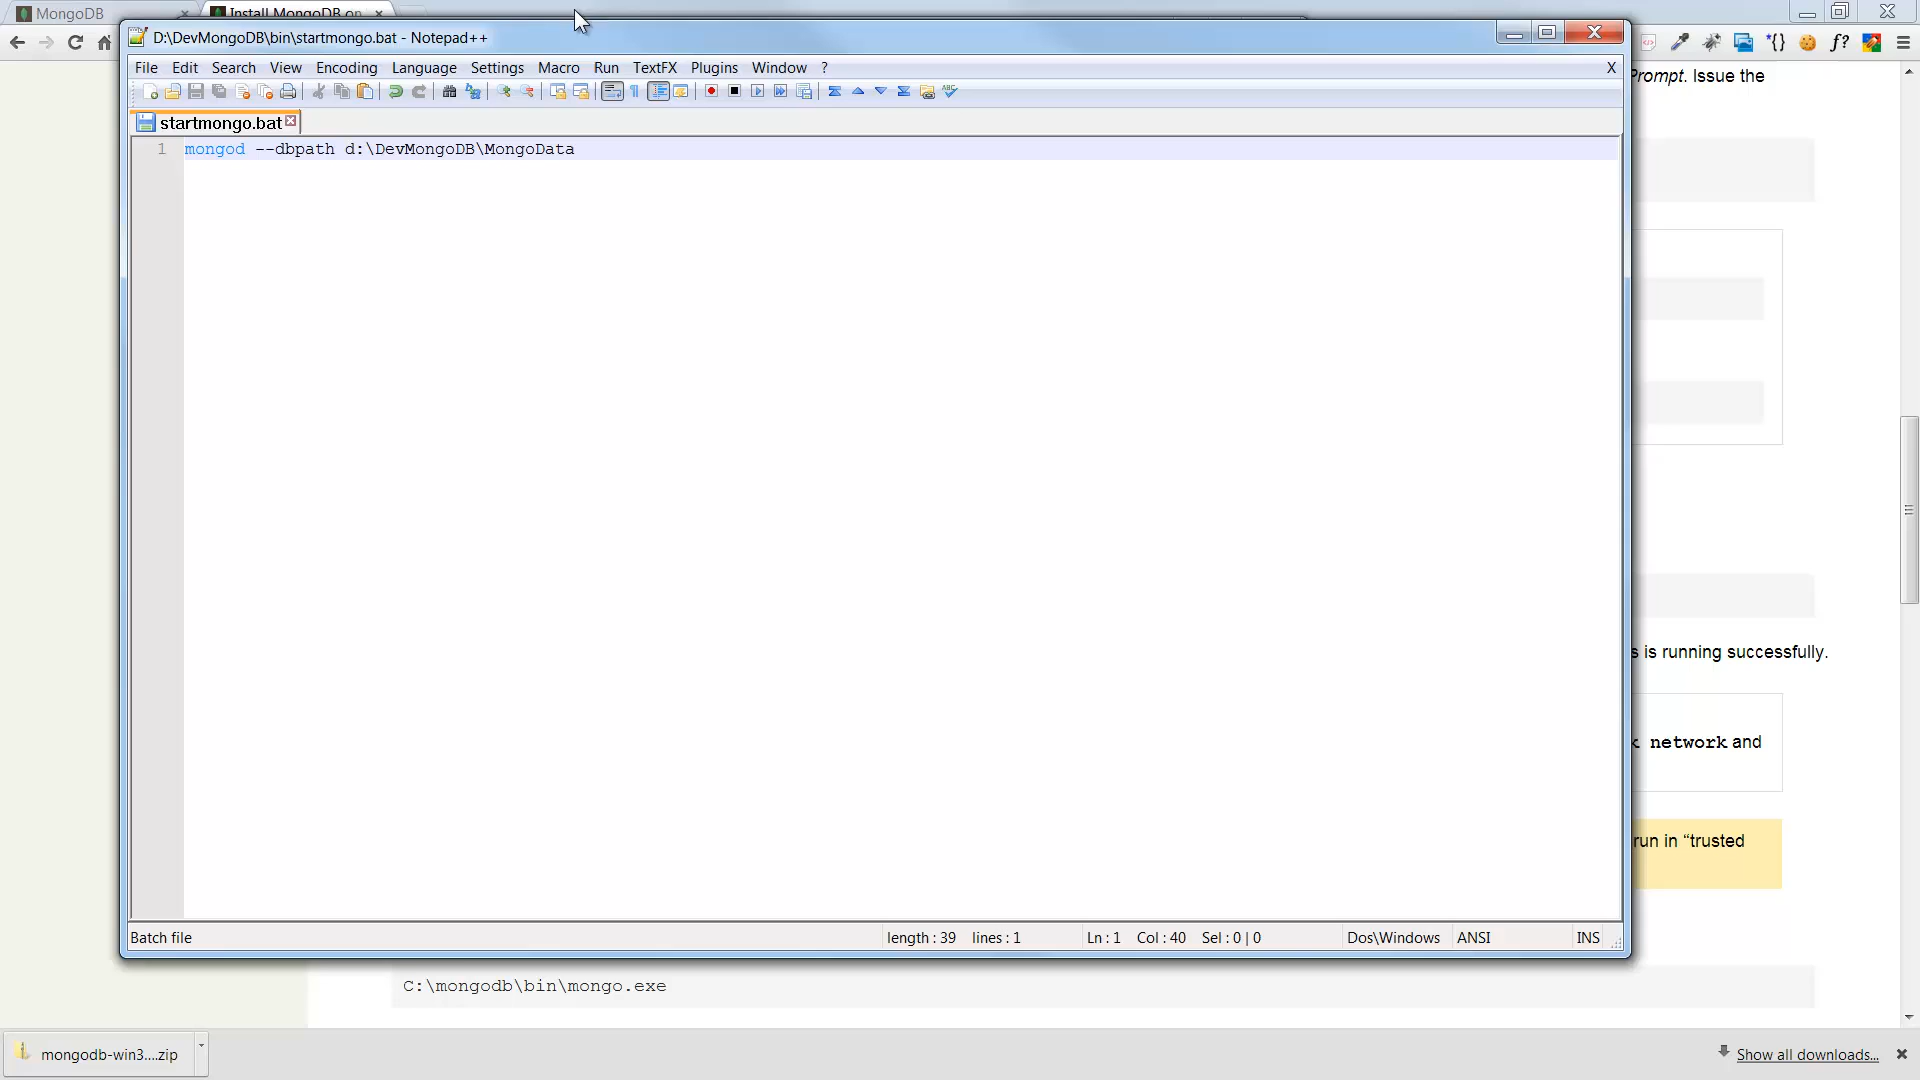 MongoDB
Install MongoDB on
D:\DevMongoDB\bin\startmongo.bat - Notepad++
File Edit Search View Encoding Language Settings Macro Run TextFX Plugins Window ? X
startmongo.bat
1 mongod --dbpath d:\DevMongoDB\MongoData
Prompt. Issue the
s is running successfully.
k network and
run in “trusted
Batch file length : 39 lines : 1 Ln : 1 Col : 40 Sel : 0 | 0 Dos\Windows ANSI INS
C:\mongodb\bin\mongo.exe
mongodb-win3....zip
Show all downloads...